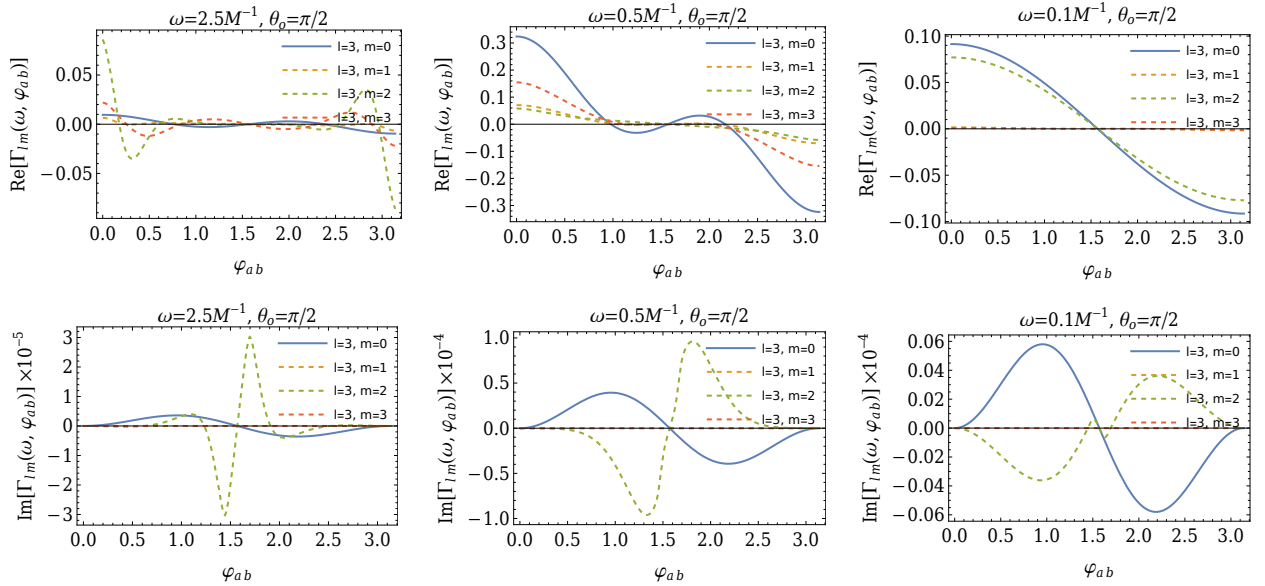 ω=2.5M⁻¹, θₒ=π/2
Re[Γₗₘ(ω, φₐb)]
0.05
0.00
−0.05
l=3, m=0
l=3, m=1
l=3, m=2
l=3, m=3
0.0 0.5 1.0 1.5 2.0 2.5 3.0
φₐb
ω=0.5M⁻¹, θₒ=π/2
Re[Γₗₘ(ω, φₐb)]
0.3
0.2
0.1
0.0
−0.1
−0.2
−0.3
l=3, m=0
l=3, m=1
l=3, m=2
l=3, m=3
0.0 0.5 1.0 1.5 2.0 2.5 3.0
φₐb
ω=0.1M⁻¹, θₒ=π/2
Re[Γₗₘ(ω, φₐb)]
0.10
0.05
0.00
−0.05
−0.10
l=3, m=0
l=3, m=1
l=3, m=2
l=3, m=3
0.0 0.5 1.0 1.5 2.0 2.5 3.0
φₐb
ω=2.5M⁻¹, θₒ=π/2
Im[Γₗₘ(ω, φₐb)]×10⁻⁵
3
2
1
0
−1
−2
−3
l=3, m=0
l=3, m=1
l=3, m=2
l=3, m=3
0.0 0.5 1.0 1.5 2.0 2.5 3.0
φₐb
ω=0.5M⁻¹, θₒ=π/2
Im[Γₗₘ(ω, φₐb)]×10⁻⁴
1.0
0.5
0.0
−0.5
−1.0
l=3, m=0
l=3, m=1
l=3, m=2
l=3, m=3
0.0 0.5 1.0 1.5 2.0 2.5 3.0
φₐb
ω=0.1M⁻¹, θₒ=π/2
Im[Γₗₘ(ω, φₐb)]×10⁻⁴
0.06
0.04
0.02
0.00
−0.02
−0.04
−0.06
l=3, m=0
l=3, m=1
l=3, m=2
l=3, m=3
0.0 0.5 1.0 1.5 2.0 2.5 3.0
φₐb